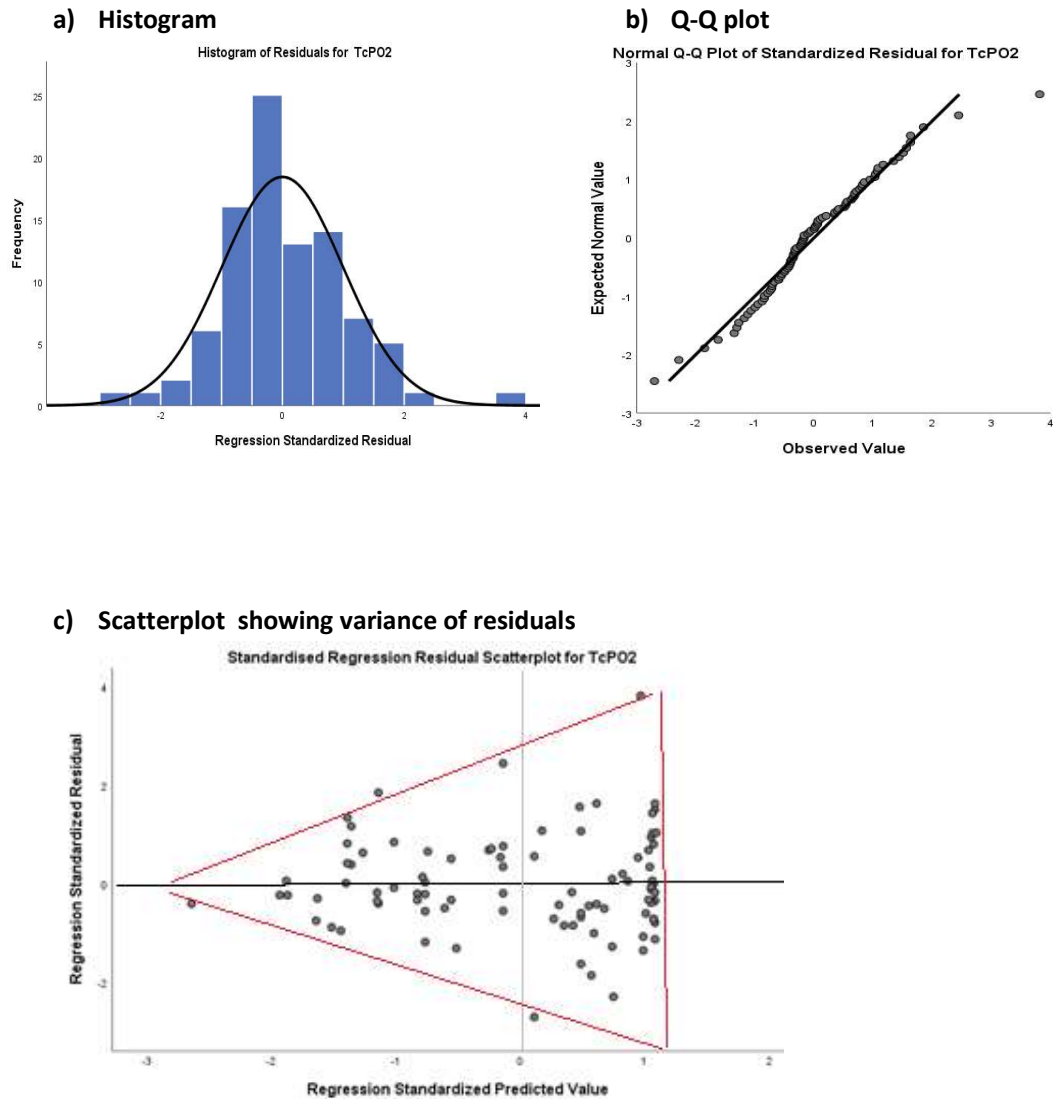 a) Histogram
Histogram of Residuals for TcPO2
Frequency
25
20
15
10
5
0
-2
0
2
4
Regression Standardized Residual
b) Q-Q plot
Normal Q-Q Plot of Standardized Residual for TcPO2
Expected Normal Value
3
2
1
0
-1
-2
-3
-3
-2
-1
0
1
2
3
4
Observed Value
c) Scatterplot showing variance of residuals
Standardised Regression Residual Scatterplot for TcPO2
Regression Standardized Residual
4
2
0
-2
-3
-2
-1
0
1
2
Regression Standardized Predicted Value